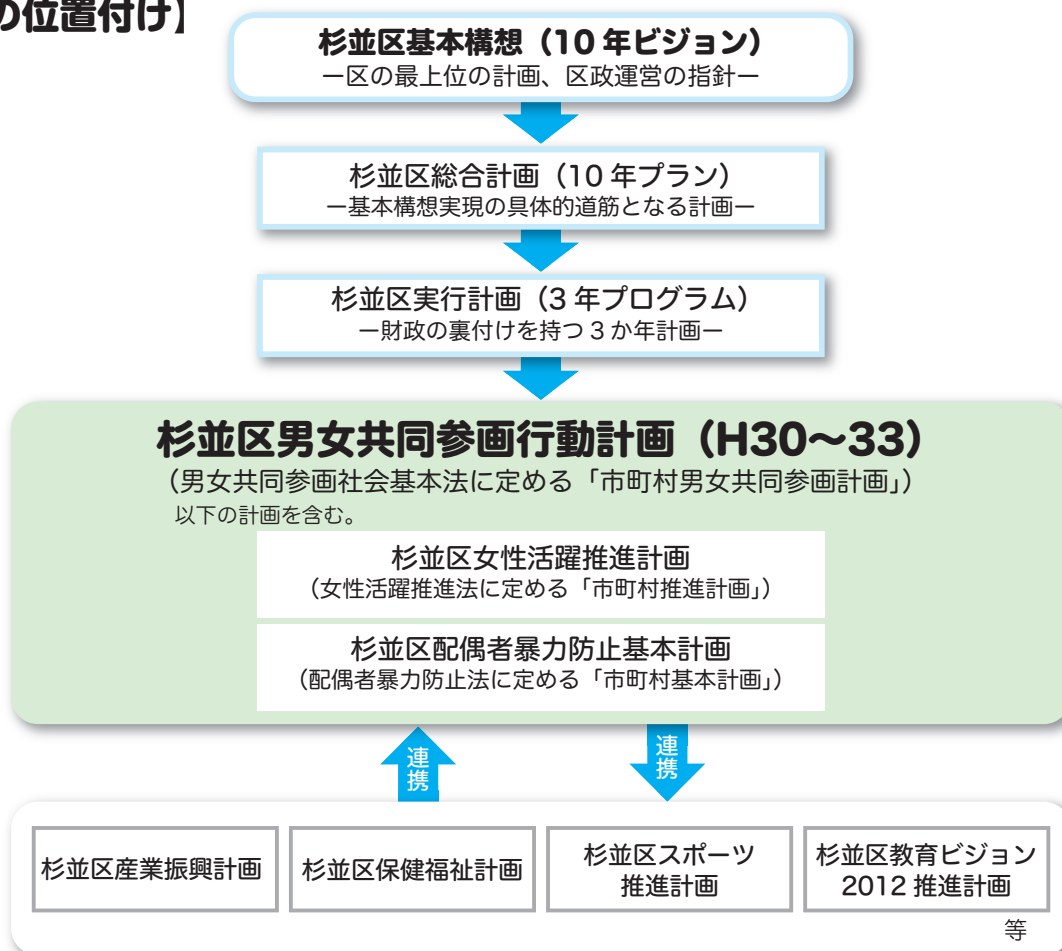 の位置付け】
杉並区基本構想（10 年ビジョン）
ー区の最上位の計画、区政運営の指針ー
杉並区総合計画（10 年プラン）
ー基本構想実現の具体的道筋となる計画ー
杉並区実行計画（3 年プログラム）
ー財政の裏付けを持つ 3 か年計画ー
杉並区男女共同参画行動計画（H30〜33）
（男女共同参画社会基本法に定める「市町村男女共同参画計画」）
以下の計画を含む。
杉並区女性活躍推進計画
（女性活躍推進法に定める「市町村推進計画」）
杉並区配偶者暴力防止基本計画
（配偶者暴力防止法に定める「市町村基本計画」）
連携
連携
杉並区産業振興計画
杉並区保健福祉計画
杉並区スポーツ
推進計画
杉並区教育ビジョン
2012 推進計画
等